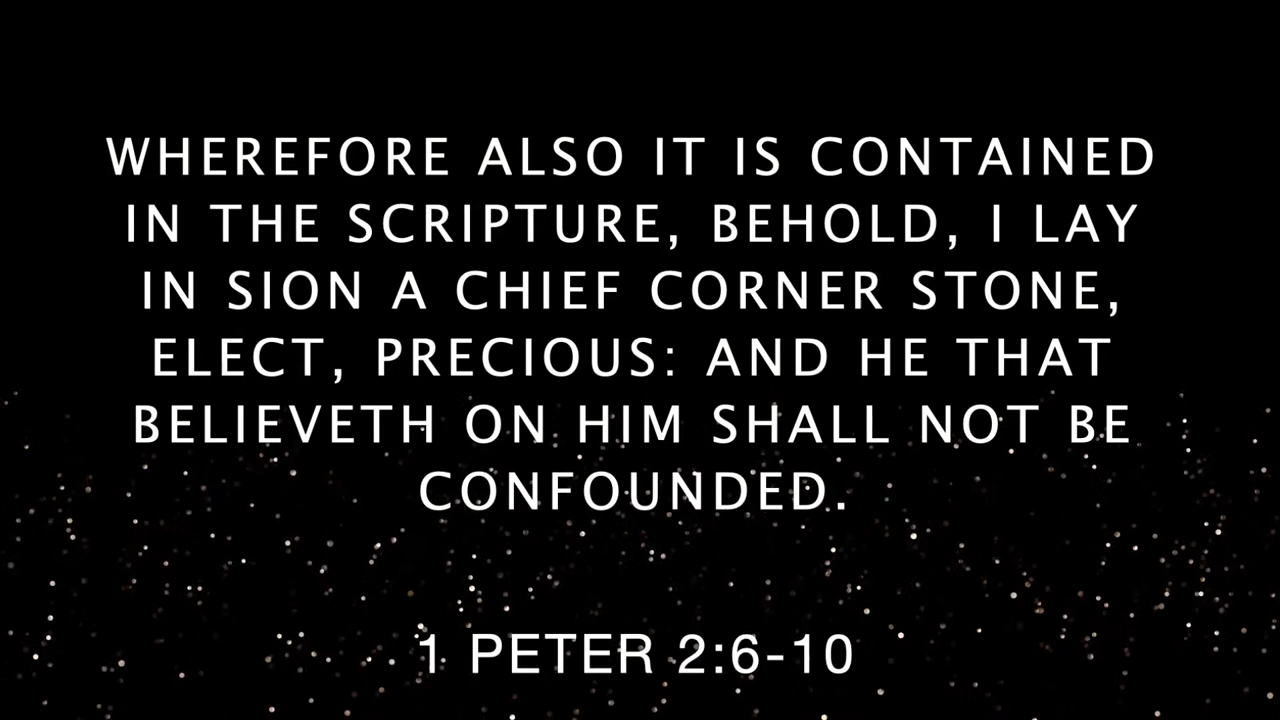 WHEREFORE ALSO IT IS CONTAINED
IN THE SCRIPTURE, BEHOLD, I LAY
IN SION A CHIEF CORNER STONE,
ELECT, PRECIOUS: AND HE THAT
BELIEVETH ON HIM SHALL NOT BE
CONFOUNDED.
1 PETER 2:6-10